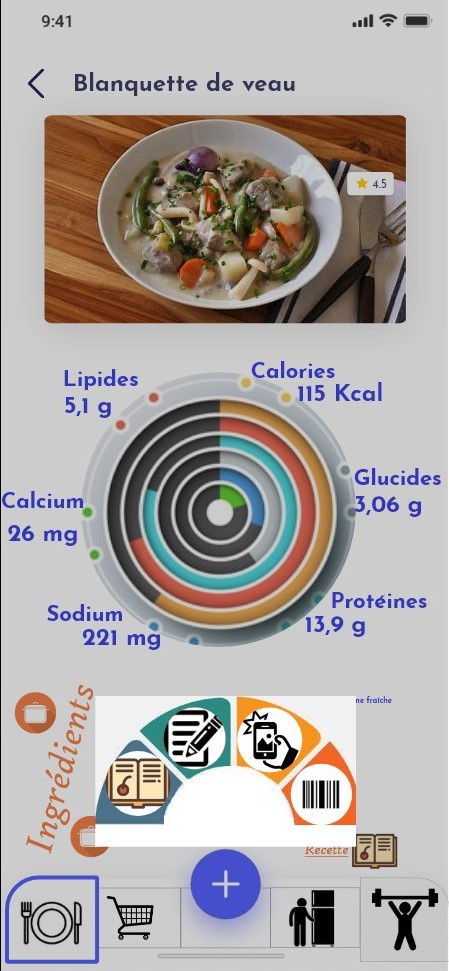 9:41
Blanquette de veau
4.5
Lipides
5,1 g
Calories
115 Kcal
Calcium
26 mg
Glucides
3,06 g
Sodium
221 mg
Protéines
13,9 g
Ingrédients
fraîche
Recette